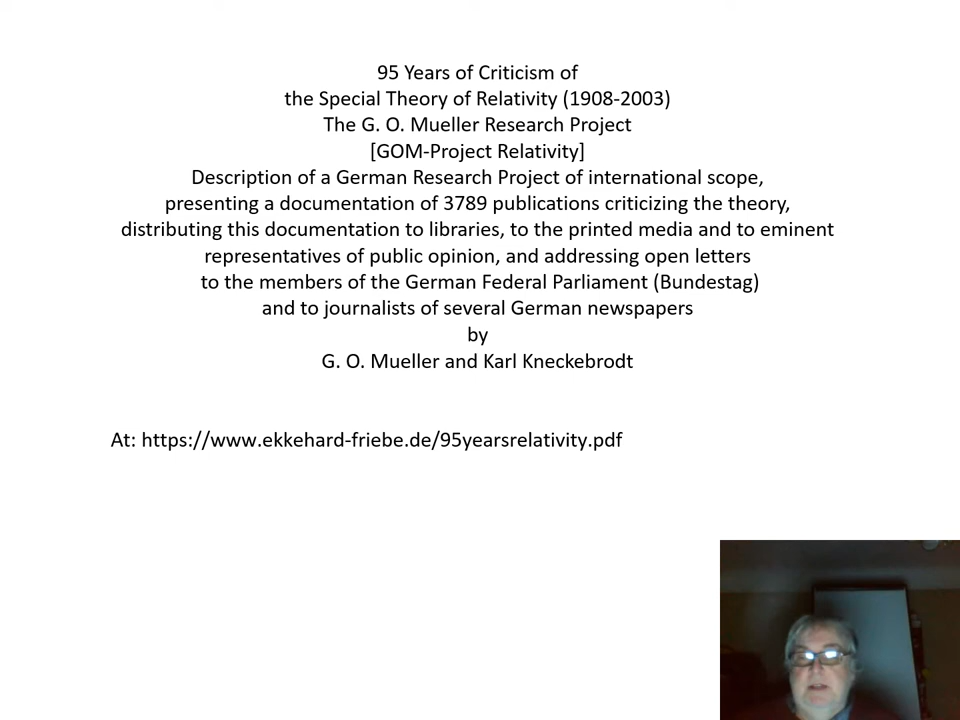 95 Years of Criticism of
the Special Theory of Relativity (1908-2003)
The G. O. Mueller Research Project
[GOM-Project Relativity]
Description of a German Research Project of international scope,
presenting a documentation of 3789 publications criticizing the theory,
distributing this documentation to libraries, to the printed media and to eminent
representatives of public opinion, and addressing open letters
to the members of the German Federal Parliament (Bundestag)
and to journalists of several German newspapers
by
G. O. Mueller and Karl Kneckebrodt
At: https://www.ekkehard-friebe.de/95yearsrelativity.pdf